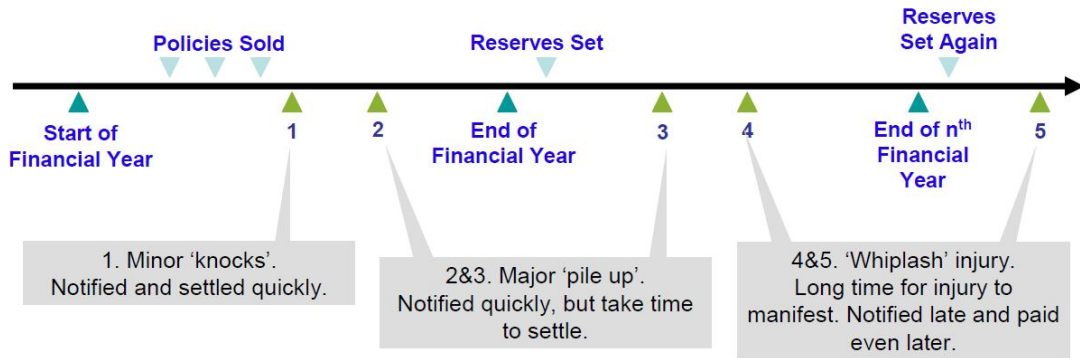 Policies Sold
Reserves Set
Reserves
Set Again
Start of
Financial Year
1
2
End of
Financial Year
3
4
End of nth
Financial
Year
5
1. Minor ‘knocks’.
Notified and settled quickly.
2&3. Major ‘pile up’.
Notified quickly, but take time
to settle.
4&5. ‘Whiplash’ injury.
Long time for injury to
manifest. Notified late and paid
even later.